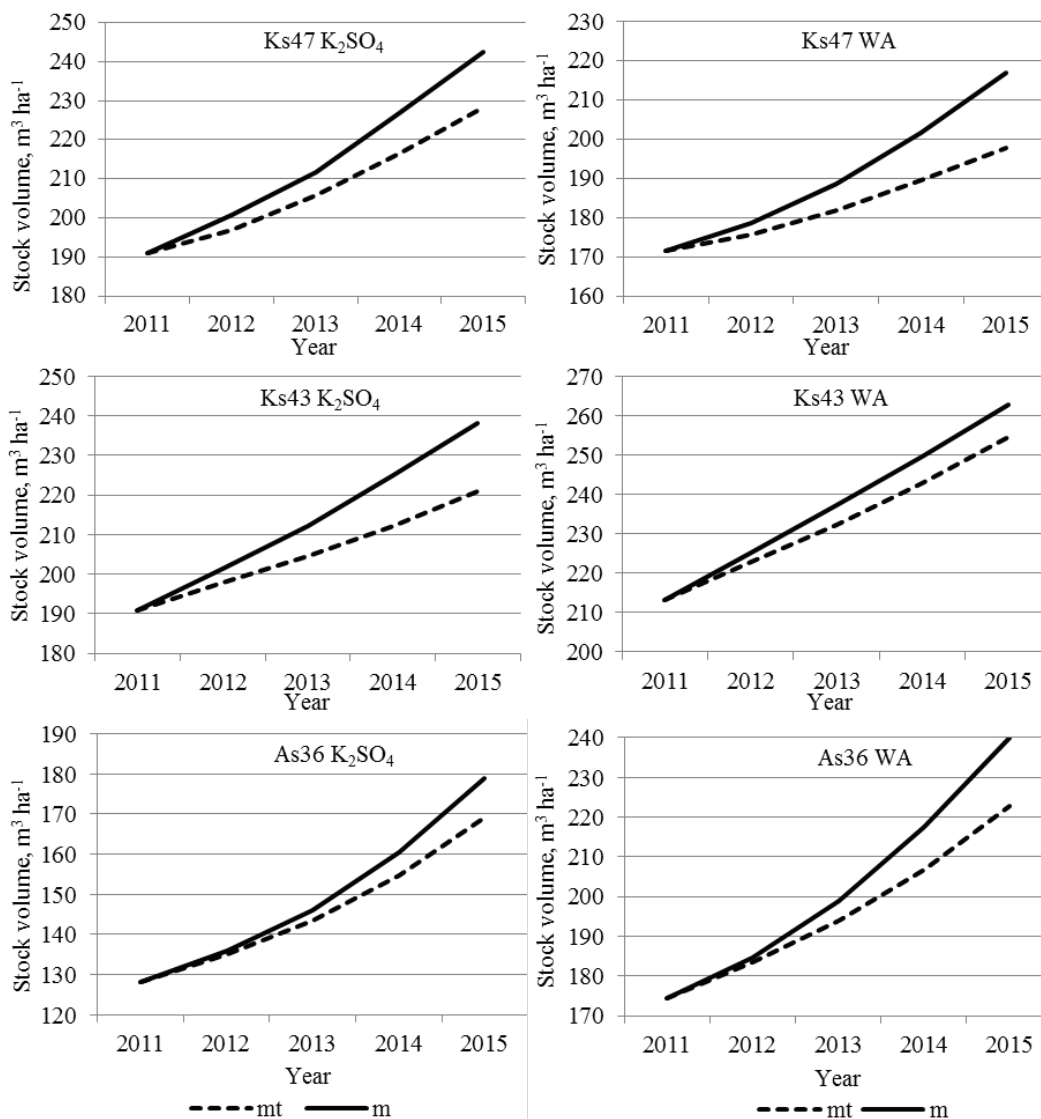 Ks47 K₂SO₄
Stock volume, m³ ha⁻¹
250
240
230
220
210
200
190
180
2011 2012 2013 2014 2015
Year
Ks47 WA
Stock volume, m³ ha⁻¹
230
220
210
200
190
180
170
160
2011 2012 2013 2014 2015
Year
Ks43 K₂SO₄
Stock volume, m³ ha⁻¹
250
240
230
220
210
200
190
180
2011 2012 2013 2014 2015
Year
Ks43 WA
Stock volume, m³ ha⁻¹
270
260
250
240
230
220
210
200
2011 2012 2013 2014 2015
Year
As36 K₂SO₄
Stock volume, m³ ha⁻¹
190
180
170
160
150
140
130
120
2011 2012 2013 2014 2015
Year
mt m
As36 WA
Stock volume, m³ ha⁻¹
240
230
220
210
200
190
180
170
2011 2012 2013 2014 2015
Year
mt m